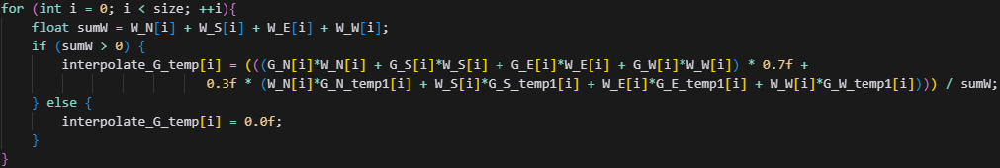 for (int i = 0; i < size; ++i){
    float sumW = W_N[i] + W_S[i] + W_E[i] + W_W[i];
    if (sumW > 0) {
        interpolate_G_temp[i] = (((G_N[i]*W_N[i] + G_S[i]*W_S[i] + G_E[i]*W_E[i] + G_W[i]*W_W[i]) * 0.7f +
                            0.3f * (W_N[i]*G_N_temp1[i] + W_S[i]*G_S_temp1[i] + W_E[i]*G_E_temp1[i] + W_W[i]*G_W_temp1[i]))) / sumW;
    } else {
        interpolate_G_temp[i] = 0.0f;
    }
}